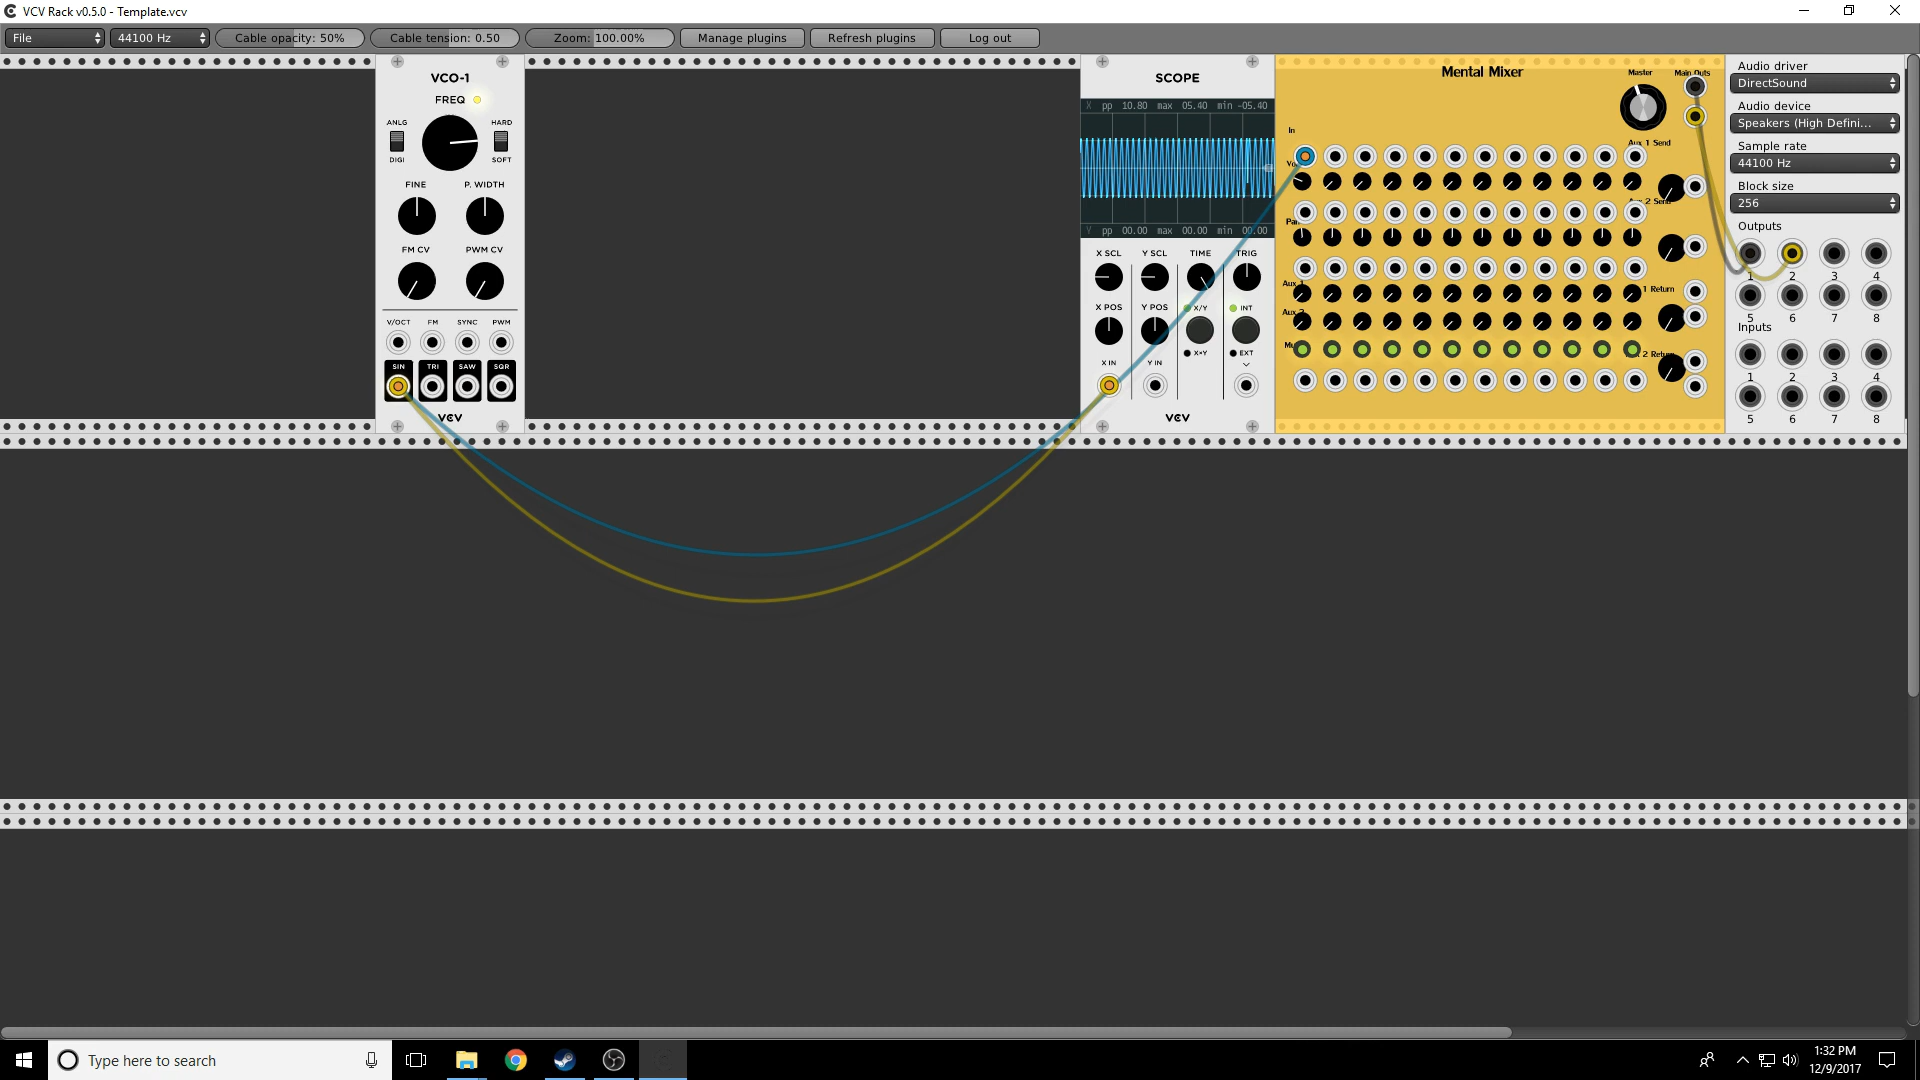 VCV Rack v0.5.0 - Template.vcv
File
44100 Hz
Cable opacity: 50%
Cable tension: 0.50
Zoom: 100.00%
Manage plugins
Refresh plugins
Log out
VCO-1
FREQ
ANLG
HARD
DIGI
SOFT
FINE
P. WIDTH
FM CV
PWM CV
V/OCT
FM
SYNC
PWM
SIN
TRI
SAW
SQR
VCV
SCOPE
X pp 10.80 max 05.40 min -05.40
Y pp 00.00 max 00.00 min 00.00
X SCL
Y SCL
TIME
TRIG
X POS
Y POS
X/Y
INT
X×Y
EXT
X IN
Y IN
VCV
Mental Mixer
Master
Main Outs
In
Aux 1 Send
1 Return
2
Audio driver
DirectSound
Audio device
Speakers (High Defini...
Sample rate
44100 Hz
Block size
256
Outputs
1 2 3 4
5 6 7 8
Inputs
1 2 3 4
5 6 7 8
Type here to search
1:32 PM
12/9/2017